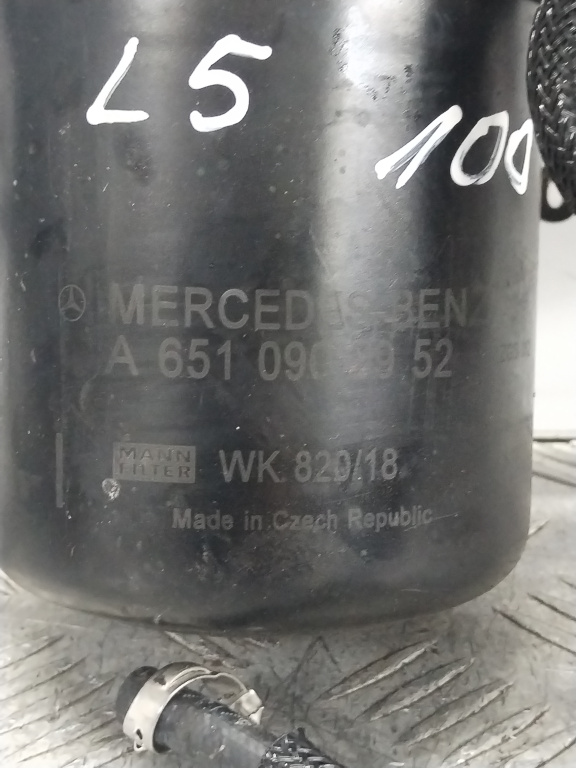 L5
100
MERCEDES-BENZ
A 651 090 52
MANN
FILTER WK 820/18
Made in Czech Republic